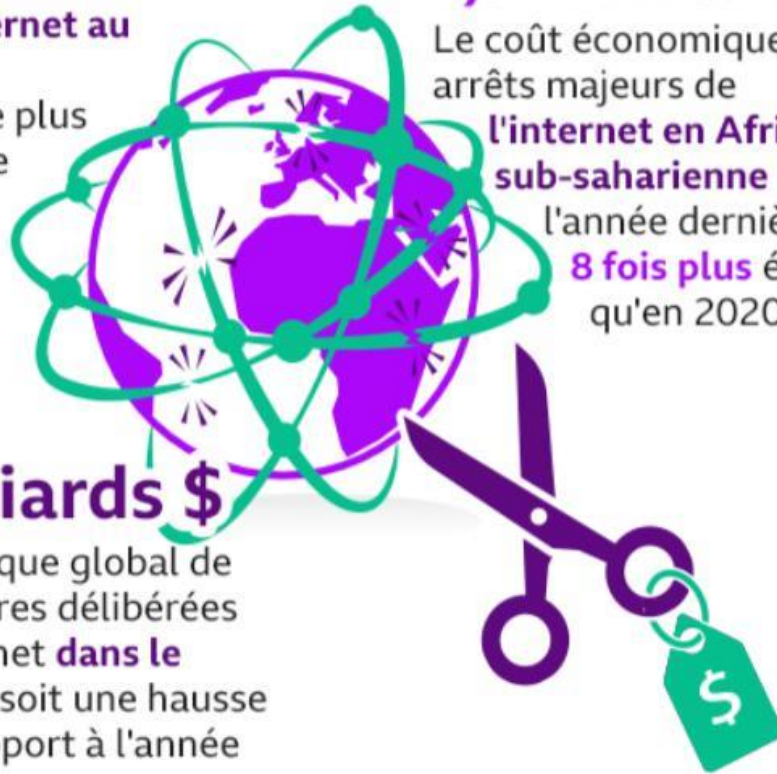 ernet au
e plus
e
Le coût économique
arrêts majeurs de
l'internet en Afri
sub-saharienne
l'année derniè
8 fois plus é
qu'en 2020
iards $
que global de
res délibérées
net dans le
soit une hausse
port à l'année
$